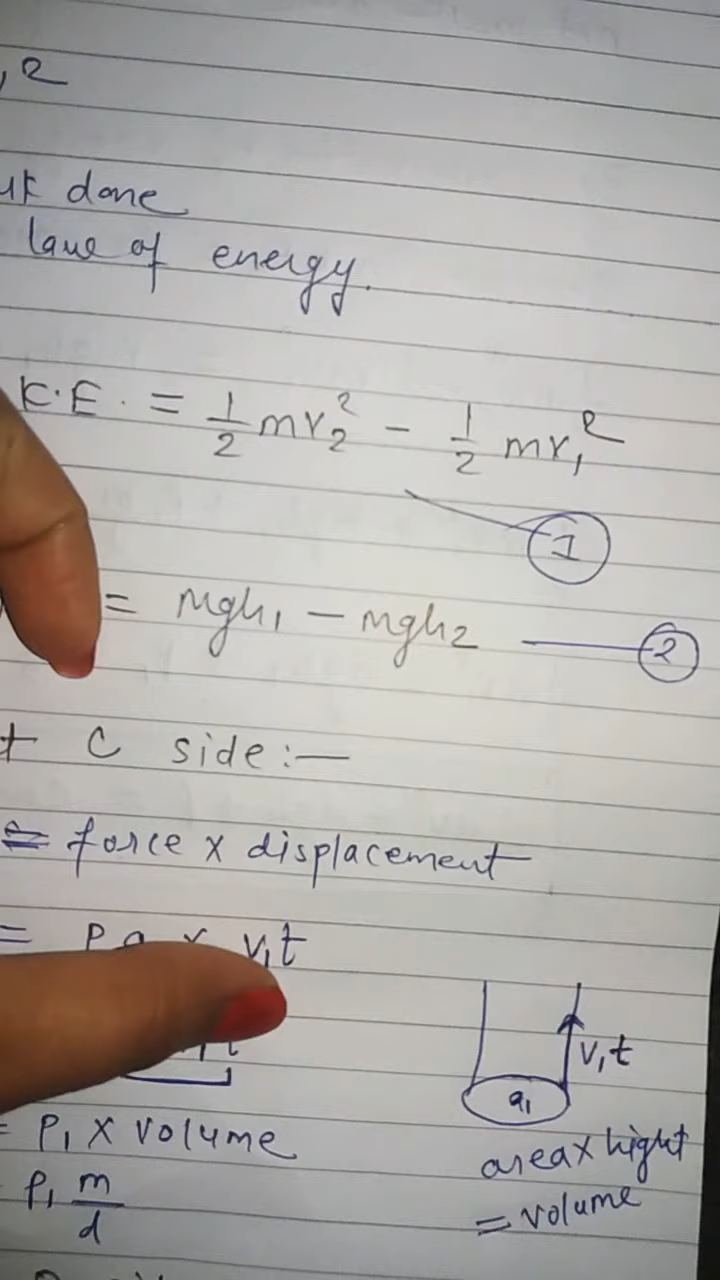 , 2
done
law of energy.
K.E. = 1/2 mv₂² - 1/2 mv₁²
1
= mgh₁ - mgh₂ — 2
C side :—
= force x displacement
= P a x v₁t
v₁t
a₁
= P₁ x volume
area x hight
= volume
P₁ m/d